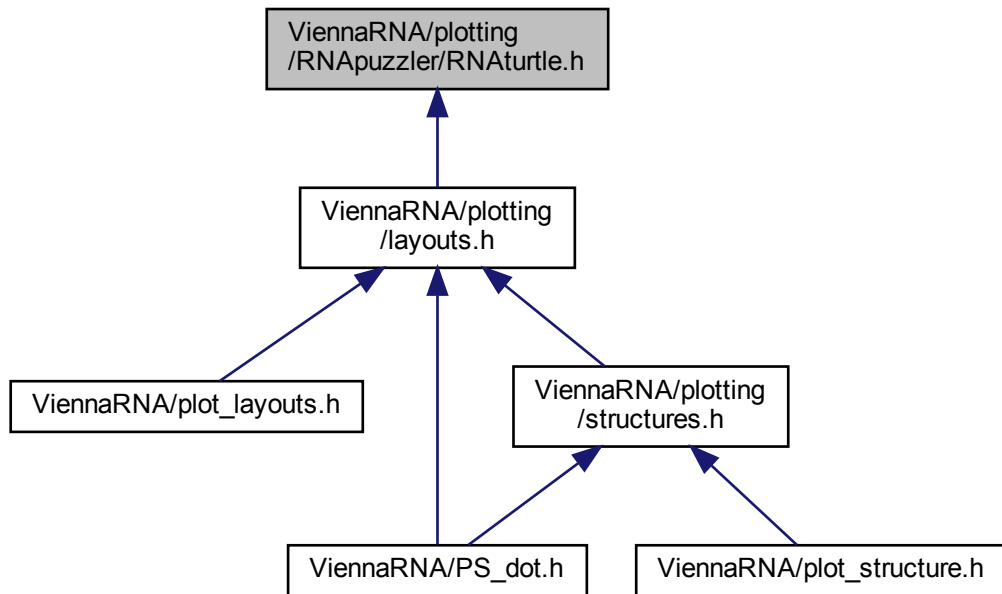 ViennaRNA/plotting
/RNApuzzler/RNAturtle.h
ViennaRNA/plotting
/layouts.h
ViennaRNA/plot_layouts.h
ViennaRNA/plotting
/structures.h
ViennaRNA/PS_dot.h
ViennaRNA/plot_structure.h